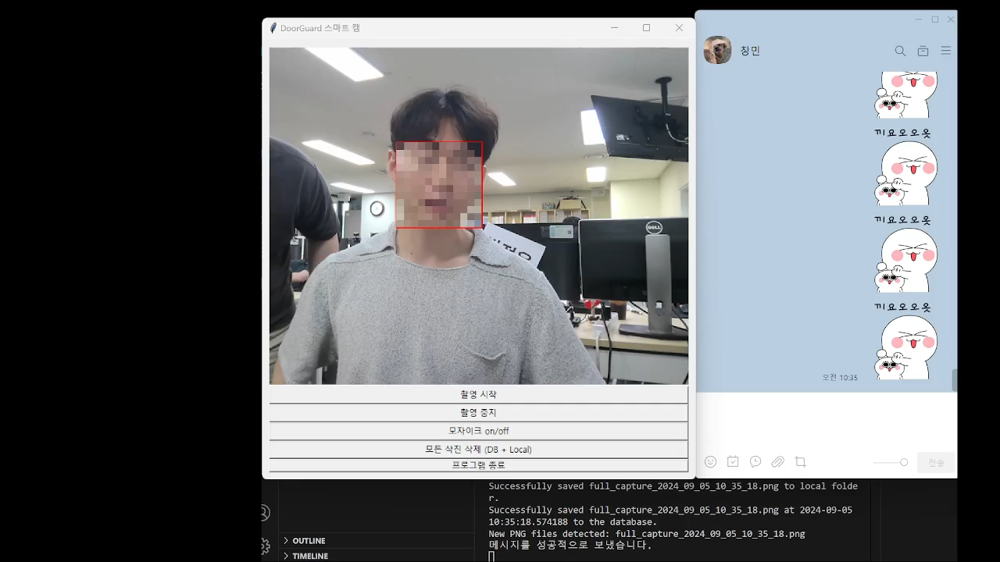 DoorGuard 스마트 캠
DELL
촬영 시작
촬영 중지
모자이크 on/off
모든 삭진 삭제 (DB + Local)
프로그램 종료
칭민
끼요오오옷
끼요오오옷
끼요오오옷
오전 10:35
전송
Successfully saved full_capture_2024_09_05_10_35_18.png to local folde
r.
Successfully saved full_capture_2024_09_05_10_35_18.png at 2024-09-05
10:35:18.574188 to the database.
New PNG files detected: full_capture_2024_09_05_10_35_18.png
메시지를 성공적으로 보냈습니다.
OUTLINE
TIMELINE